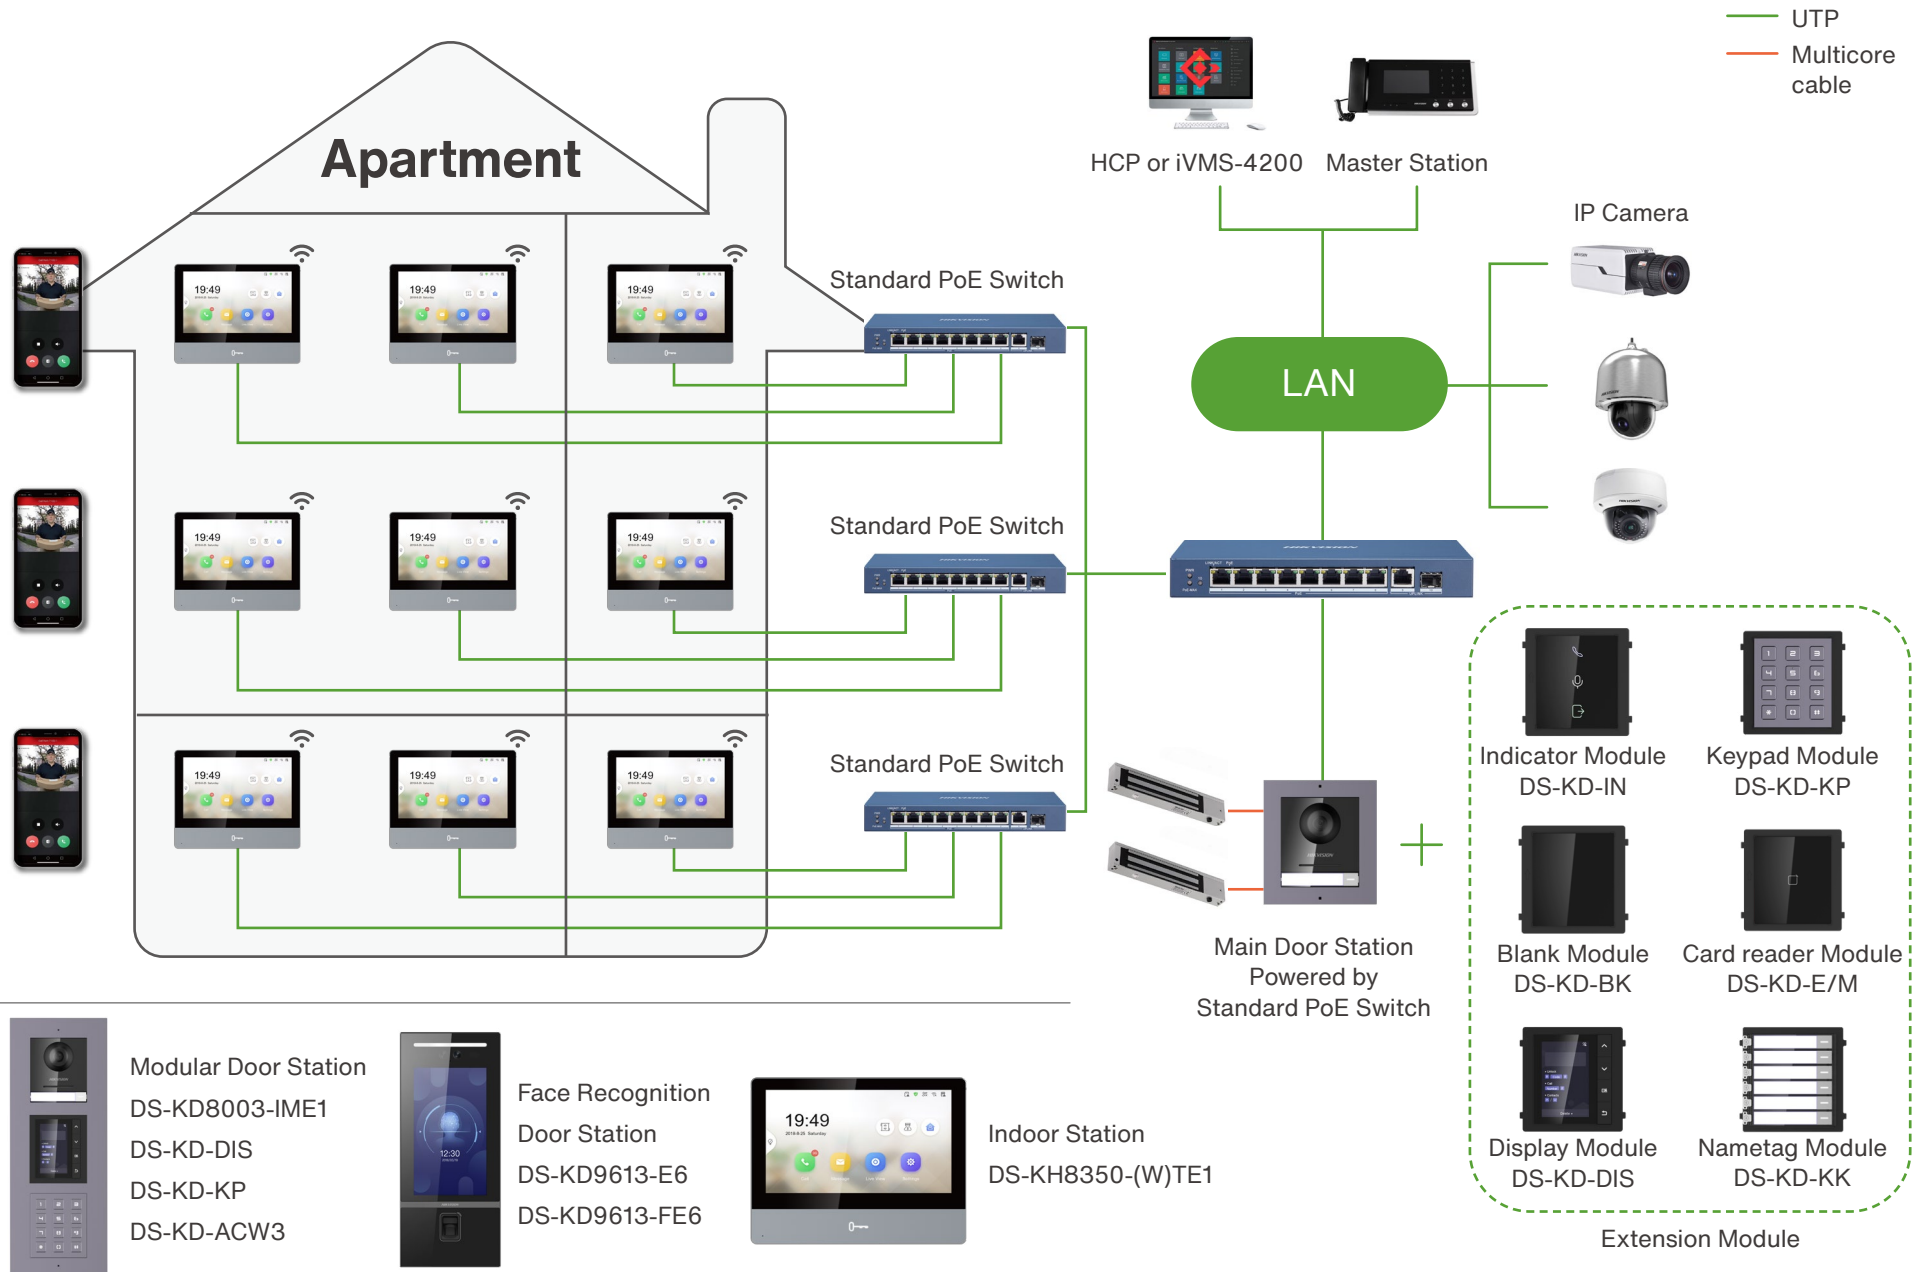 UTP
Multicore
cable
Apartment
HCP or iVMS-4200
Master Station
IP Camera
Standard PoE Switch
19:49
19:49
19:49
LAN
Standard PoE Switch
HIKVISION
19:49
19:49
19:49
Standard PoE Switch
19:49
19:49
19:49
Indicator Module
DS-KD-IN
Keypad Module
DS-KD-KP
Blank Module
DS-KD-BK
Card reader Module
DS-KD-E/M
Display Module
DS-KD-DIS
Nametag Module
DS-KD-KK
Extension Module
Main Door Station
Powered by
Standard PoE Switch
Modular Door Station
DS-KD8003-IME1
DS-KD-DIS
DS-KD-KP
DS-KD-ACW3
12:30
Face Recognition
Door Station
DS-KD9613-E6
DS-KD9613-FE6
19:49
Indoor Station
DS-KH8350-(W)TE1